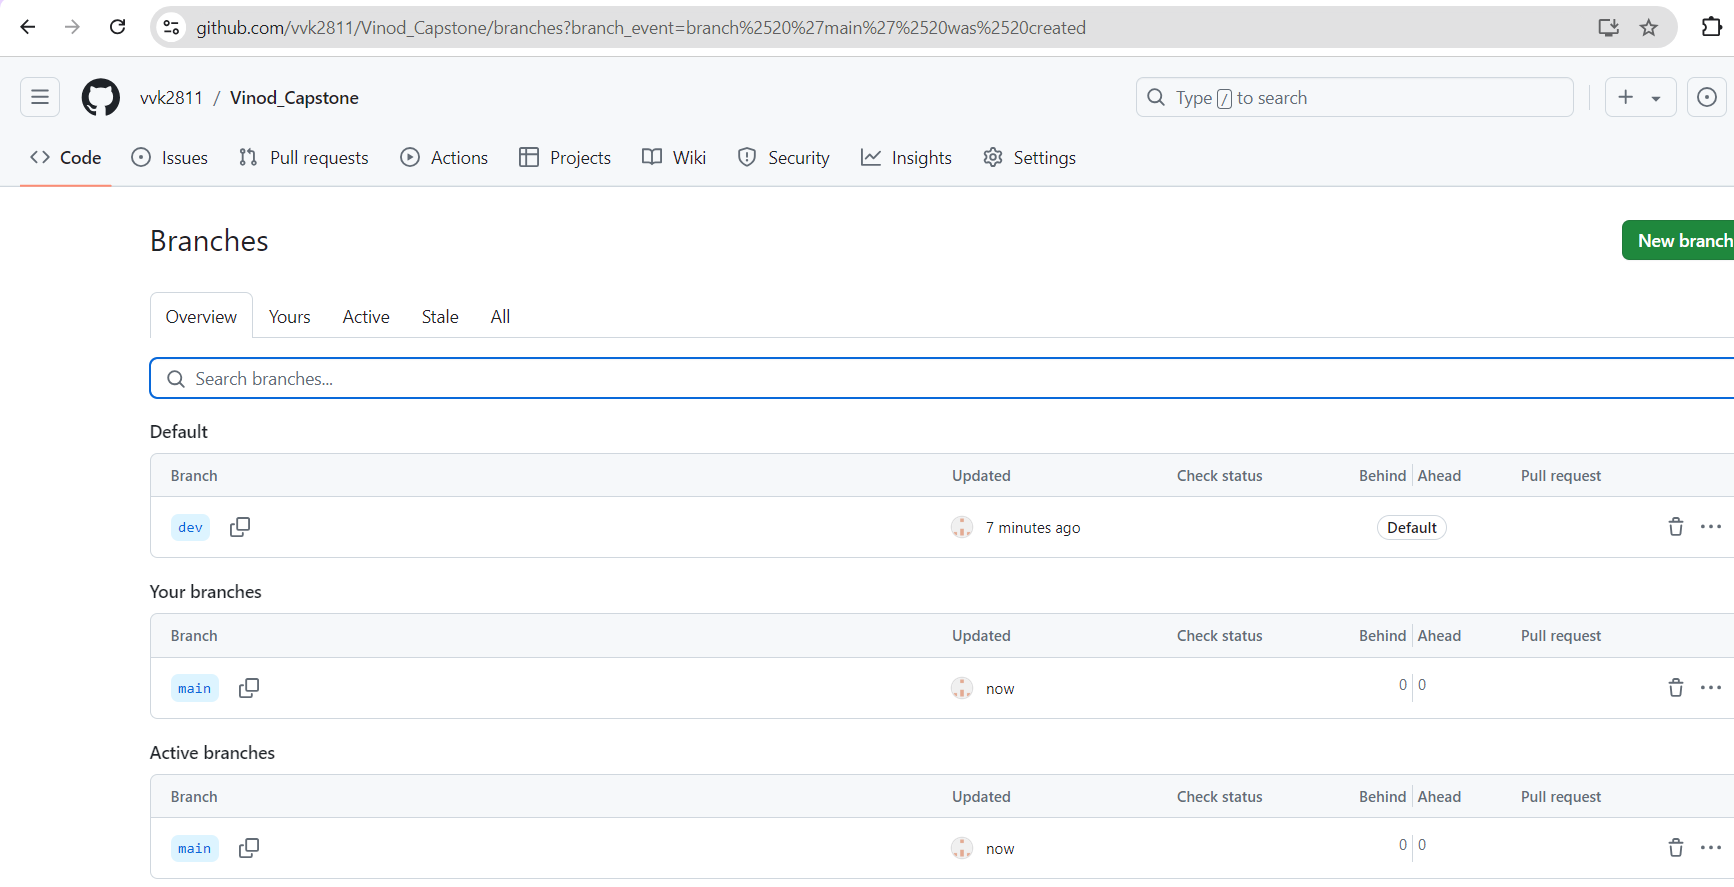 github.com/vvk2811/Vinod_Capstone/branches?branch_event=branch%2520%27main%27%2520was%2520created
vvk2811 / Vinod_Capstone
Type / to search
Code Issues Pull requests Actions Projects Wiki Security Insights Settings
Branches
New branch
Overview Yours Active Stale All
Search branches...
Default
Branch Updated Check status Behind Ahead Pull request
dev 7 minutes ago Default
Your branches
Branch Updated Check status Behind Ahead Pull request
main now 0 0
Active branches
Branch Updated Check status Behind Ahead Pull request
main now 0 0